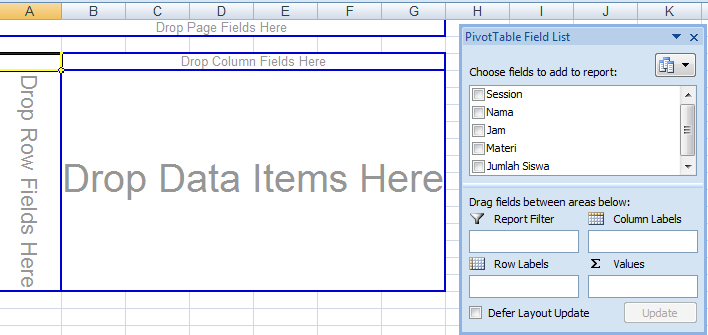 A B C D E F G H I J K
Drop Page Fields Here
Drop Column Fields Here
Drop Row Fields Here
Drop Data Items Here
PivotTable Field List
Choose fields to add to report:
Session
Nama
Jam
Materi
Jumlah Siswa
Drag fields between areas below:
Report Filter Column Labels
Row Labels Σ Values
Defer Layout Update Update